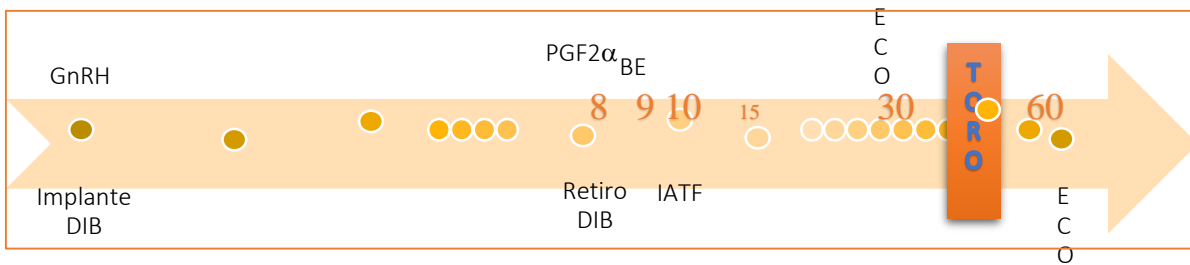 GnRH
Implante
DIB
PGF2α
BE
8
9
10
15
Retiro
DIB
IATF
E
C
O
30
T
O
R
O
60
E
C
O